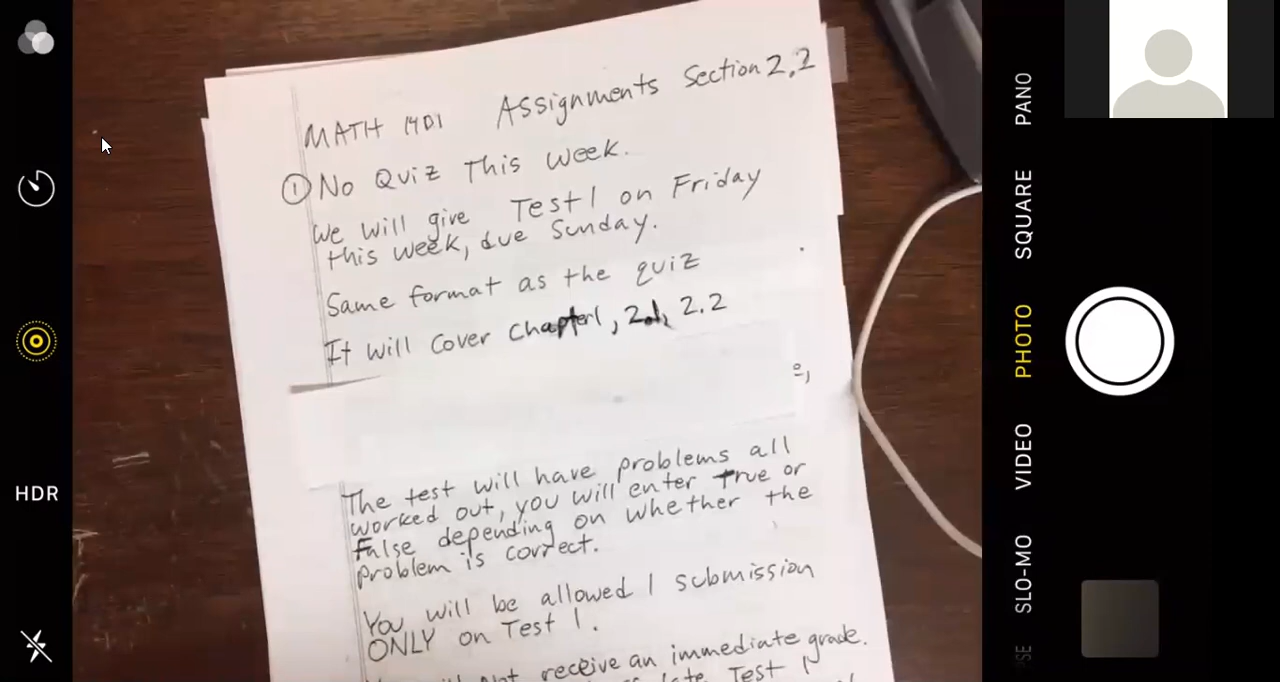 MATH 1401 Assignments Section 2.2
① No Quiz This Week.
We will give Test 1 on Friday
this week, due Sunday.
Same format as the quiz
It will cover Chapter 1, 2.1, 2.2
The test will have problems all
worked out, you will enter True or
False depending on whether the
problem is correct.
You will be allowed 1 submission
ONLY on Test 1.
receive an immediate grade.
Test 1
HDR
PANO
SQUARE
PHOTO
VIDEO
SLO-MO